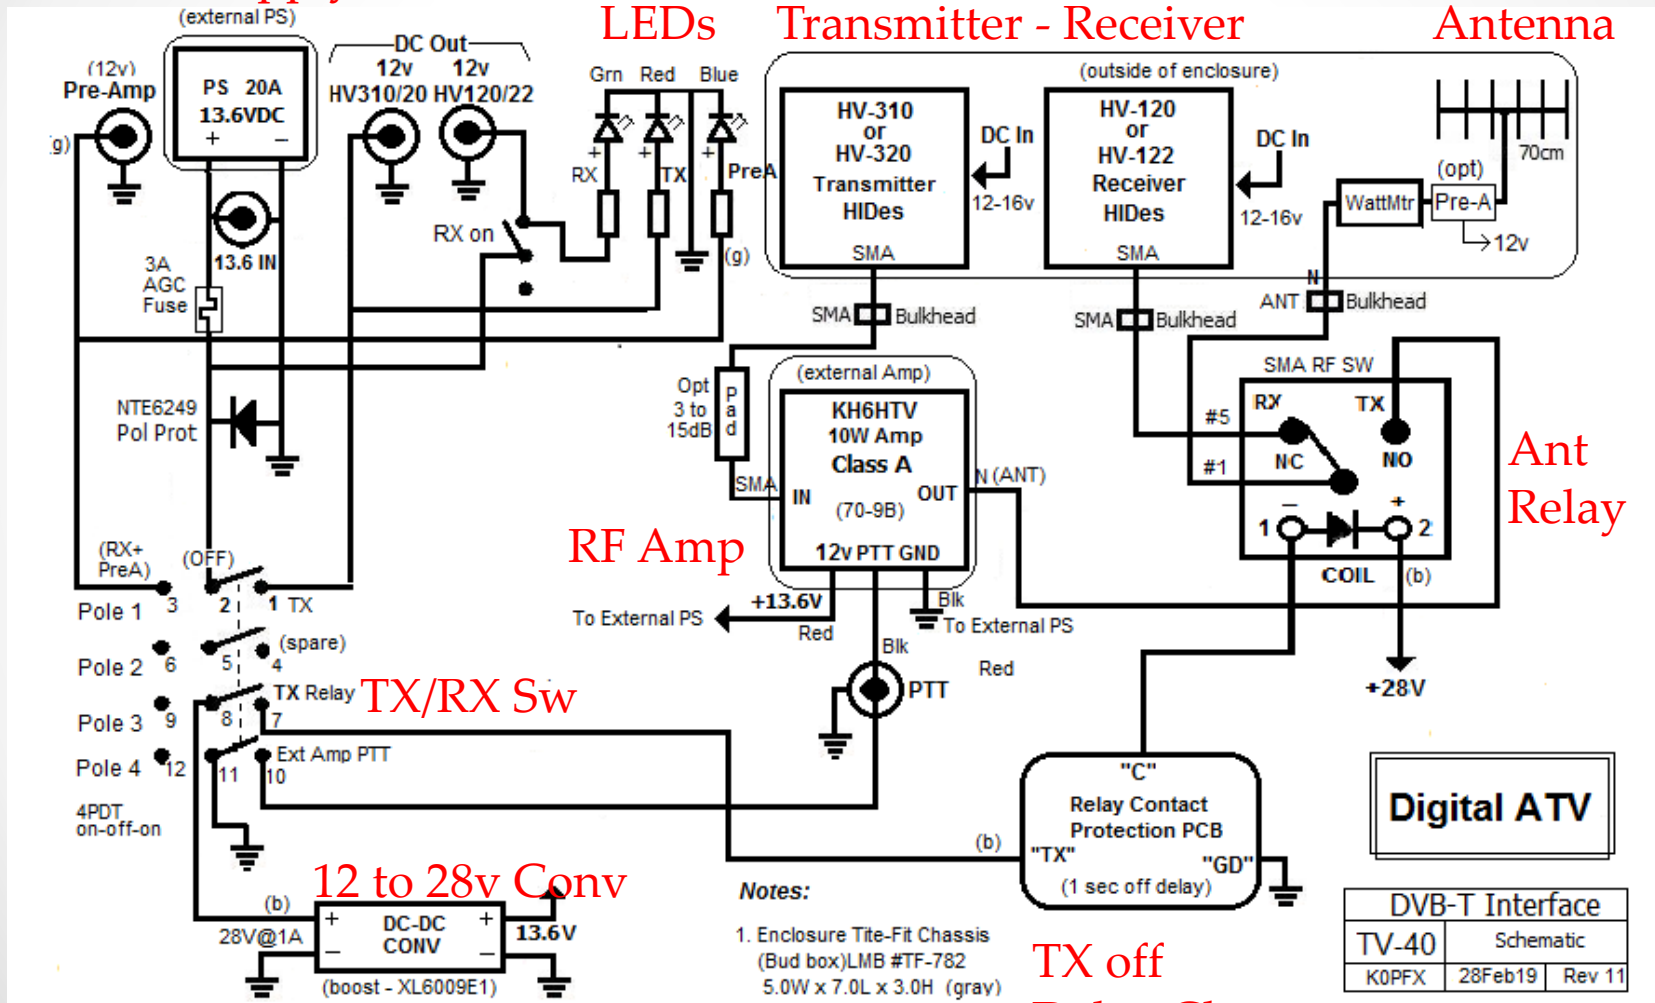 (external PS)
LEDs
Transmitter - Receiver
Antenna
DC Out
(12v)
Pre-Amp
PS 20A
13.6VDC
+ −
12v
HV310/20
12v
HV120/22
Grn Red Blue
(outside of enclosure)
HV-310
or
HV-320
Transmitter
HIDes
SMA
DC In
12-16v
HV-120
or
HV-122
Receiver
HIDes
SMA
DC In
12-16v
70cm
(opt)
WattMtr
Pre-A
12v
g)
+ + +
RX
TX
PreA
RX on
(g)
13.6 IN
3A
AGC
Fuse
N
ANT Bulkhead
SMA Bulkhead
SMA Bulkhead
SMA RF SW
(external Amp)
Opt
3 to
15dB
Pad
NTE6249
Pol Prot
KH6HTV
10W Amp
Class A
(70-9B)
IN
OUT
12v PTT GND
SMA
N (ANT)
#5
#1
RX
TX
NC
NO
− +
1
2
COIL
(b)
Ant
Relay
RF Amp
(RX+
PreA)
(OFF)
Pole 1 3 2 1 TX
Pole 2 6 5 4 (spare)
Pole 3 9 8 7 TX Relay
Pole 4 12 11 10 Ext Amp PTT
4PDT
on-off-on
TX/RX Sw
+13.6V
To External PS
Red
Blk
To External PS
Blk
Red
PTT
+28V
"C"
Relay Contact
Protection PCB
"TX"
"GD"
(1 sec off delay)
(b)
Digital ATV
12 to 28v Conv
(b)
28V@1A
+ +
DC-DC
CONV
− −
13.6V
(boost - XL6009E1)
Notes:
1. Enclosure Tite-Fit Chassis
(Bud box)LMB #TF-782
5.0W x 7.0L x 3.0H (gray)
TX off
DVB-T Interface
TV-40 Schematic
K0PFX 28Feb19 Rev 11